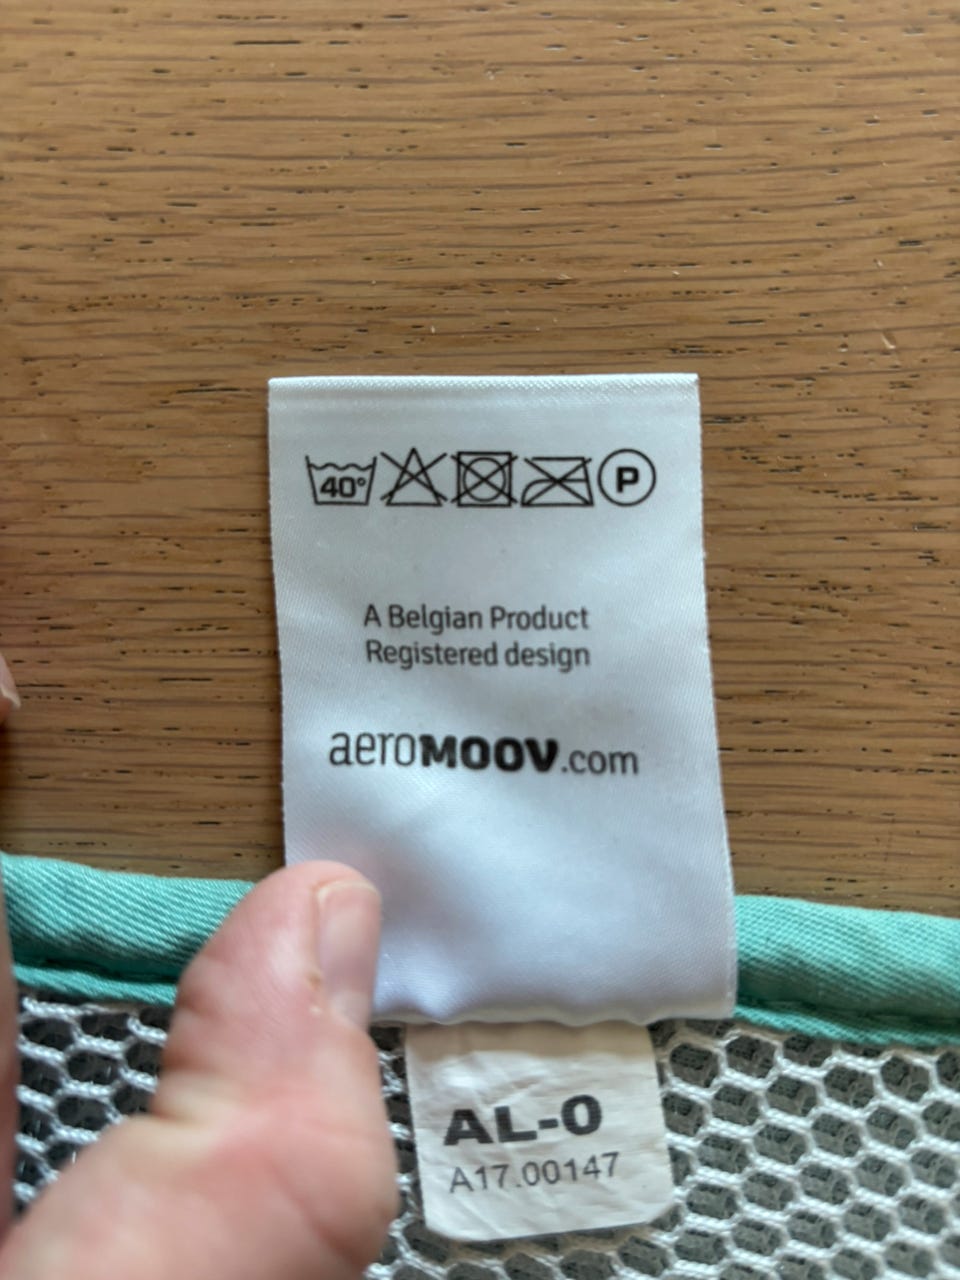 40°
P
A Belgian Product
Registered design
aeroMOOV.com
AL-0
A17.00147